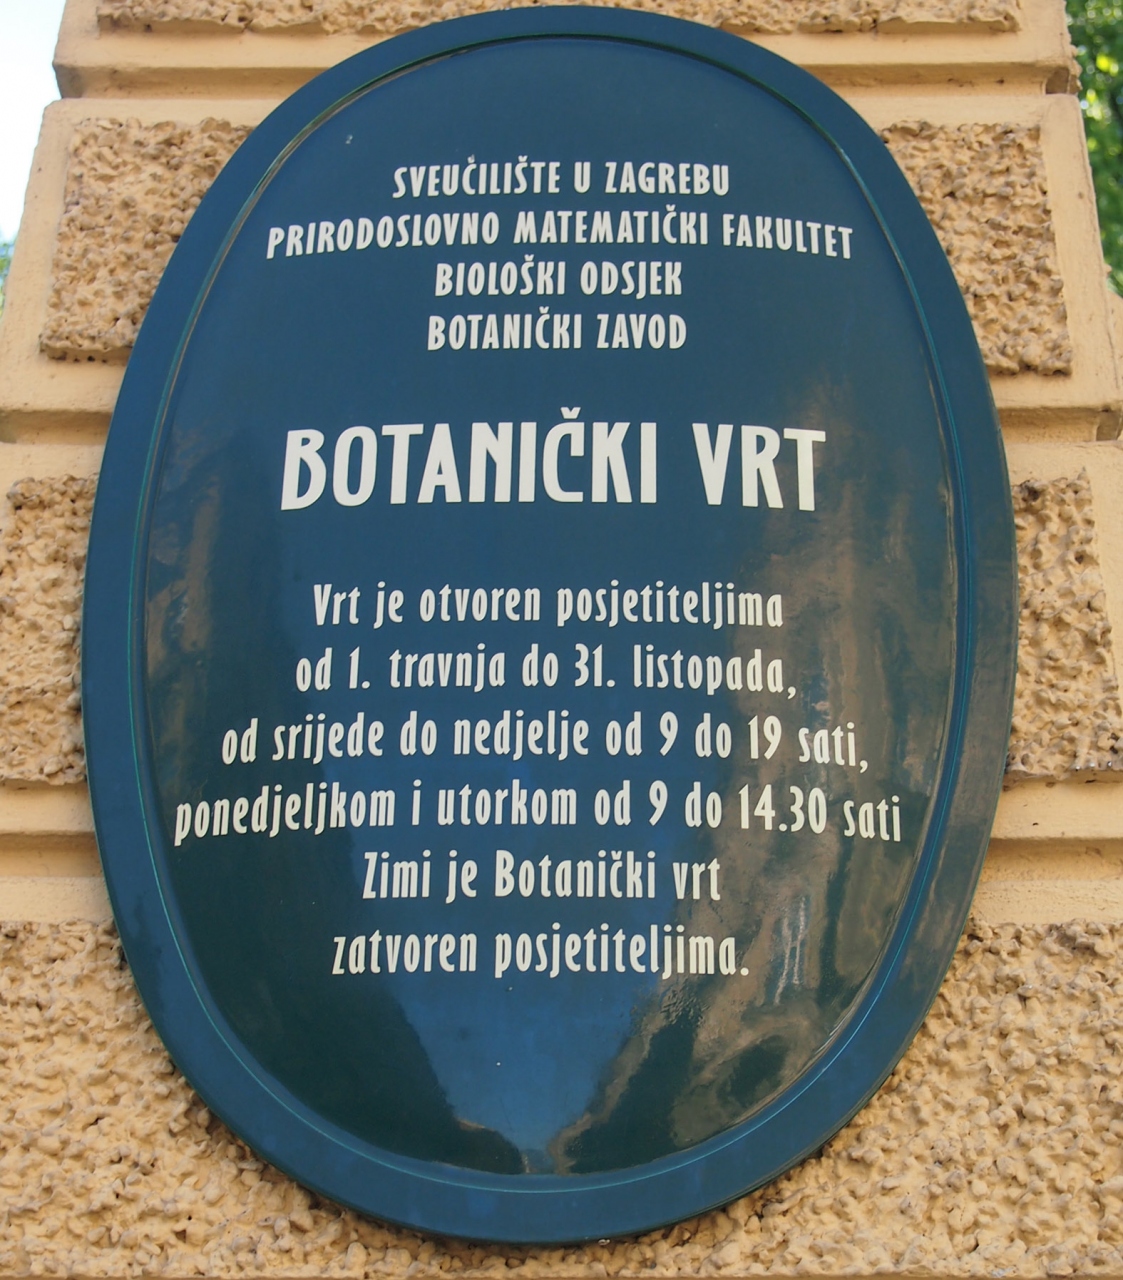 SVEUČILIŠTE U ZAGREBU
PRIRODOSLOVNO MATEMATIČKI FAKULTET
BIOLOŠKI ODSJEK
BOTANIČKI ZAVOD
BOTANIČKI VRT
Vrt je otvoren posjetiteljima
od 1. travnja do 31. listopada,
od srijede do nedjelje od 9 do 19 sati,
ponedjeljkom i utorkom od 9 do 14.30 sati
Zimi je Botanički vrt
zatvoren posjetiteljima.